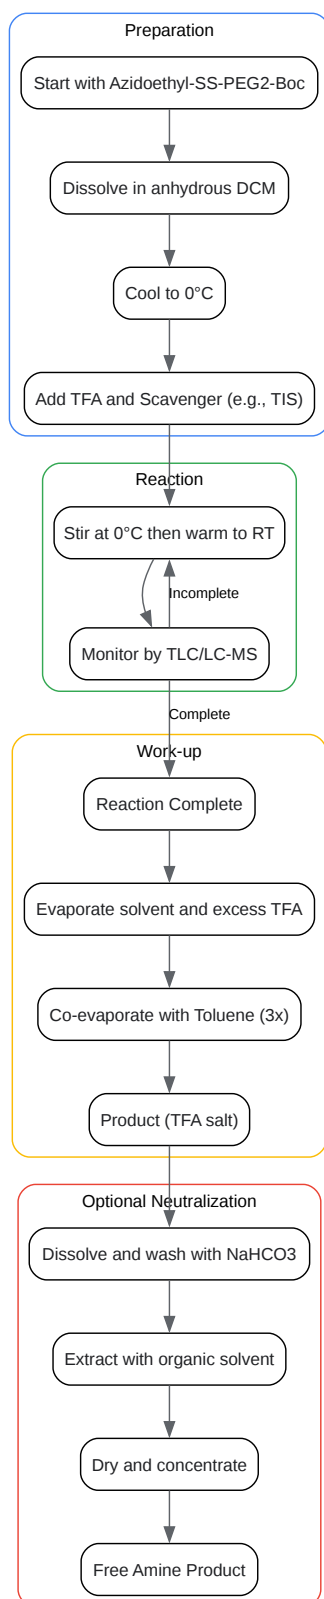 Preparation
Start with Azidoethyl-SS-PEG2-Boc
Dissolve in anhydrous DCM
Cool to 0°C
Add TFA and Scavenger (e.g., TIS)
Reaction
Stir at 0°C then warm to RT
Incomplete
Monitor by TLC/LC-MS
Complete
Work-up
Reaction Complete
Evaporate solvent and excess TFA
Co-evaporate with Toluene (3x)
Product (TFA salt)
Optional Neutralization
Dissolve and wash with NaHCO3
Extract with organic solvent
Dry and concentrate
Free Amine Product